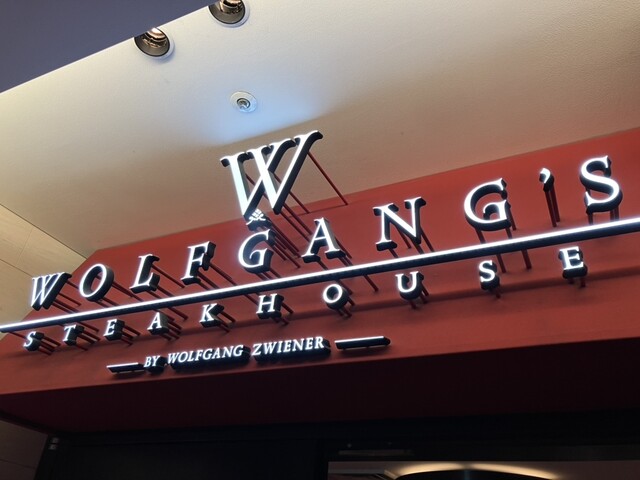 W
WOLFGANG'S
STEAKHOUSE
BY WOLFGANG ZWIENER